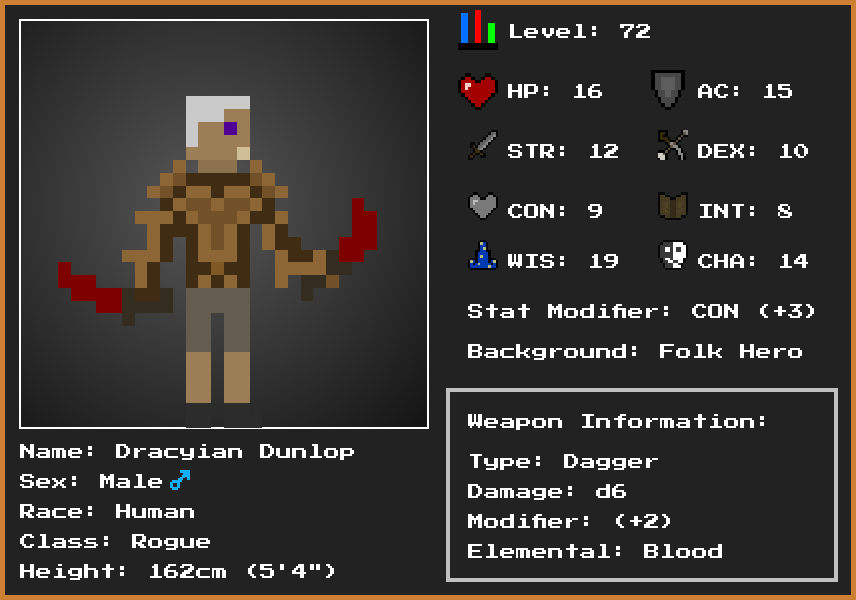 Level: 72
HP: 16 AC: 15
STR: 12 DEX: 10
CON: 9 INT: 8
WIS: 19 CHA: 14
Stat Modifier: CON (+3)
Background: Folk Hero
Weapon Information:
Type: Dagger
Damage: d6
Modifier: (+2)
Elemental: Blood
Name: Dracyian Dunlop
Sex: Male♂
Race: Human
Class: Rogue
Height: 162cm (5'4")